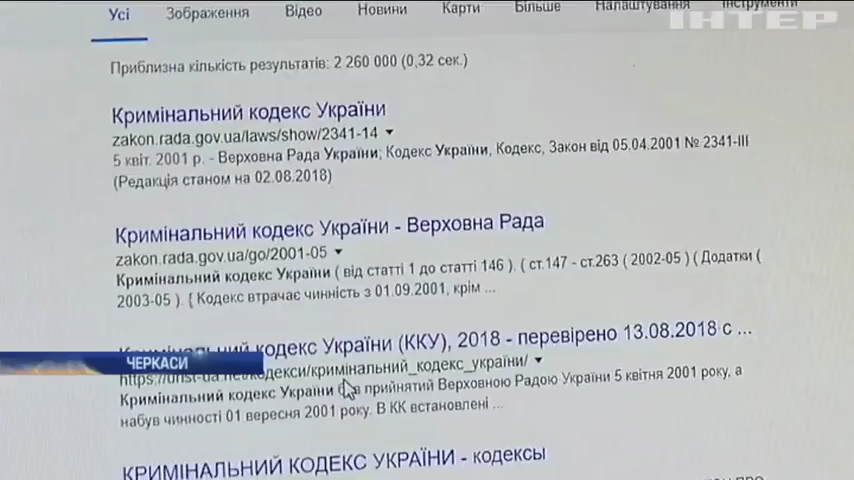 Усі Зображення Відео Новини Карти Більше Налаштування Інструменти
ІНТЕР
Приблизна кількість результатів: 2 260 000 (0,32 сек.)
Кримінальний кодекс України
zakon.rada.gov.ua/laws/show/2341-14
5 квіт. 2001 р. - Верховна Рада України; Кодекс України, Кодекс, Закон від 05.04.2001 № 2341-III
(Редакція станом на 02.08.2018)
Кримінальний кодекс України - Верховна Рада
zakon.rada.gov.ua/go/2001-05
Кримінальний кодекс України ( від статті 1 до статті 146 ). ( ст.147 - ст.263 ( 2002-05 ) ( Додатки (
2003-05 ). { Кодекс втрачає чинність з 01.09.2001, крім ...
Кримінальний кодекс України (ККУ), 2018 - перевірено 13.08.2018 с ...
ЧЕРКАСИ
кодекси/кримінальний_кодекс_україни/
Кримінальний кодекс України прийнятий Верховною Радою України 5 квітня 2001 року, а
набув чинності 01 вересня 2001 року. В КК встановлені ...
КРИМІНАЛЬНИЙ КОДЕКС УКРАЇНИ - кодексы